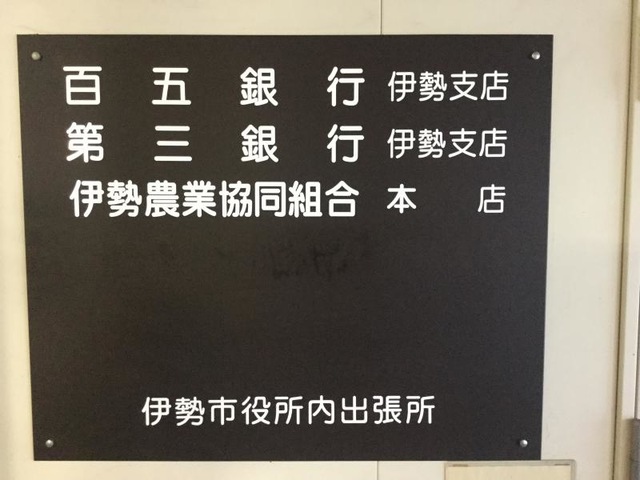 百五銀行 伊勢支店
第三銀行 伊勢支店
伊勢農業協同組合 本店
伊勢市役所内出張所